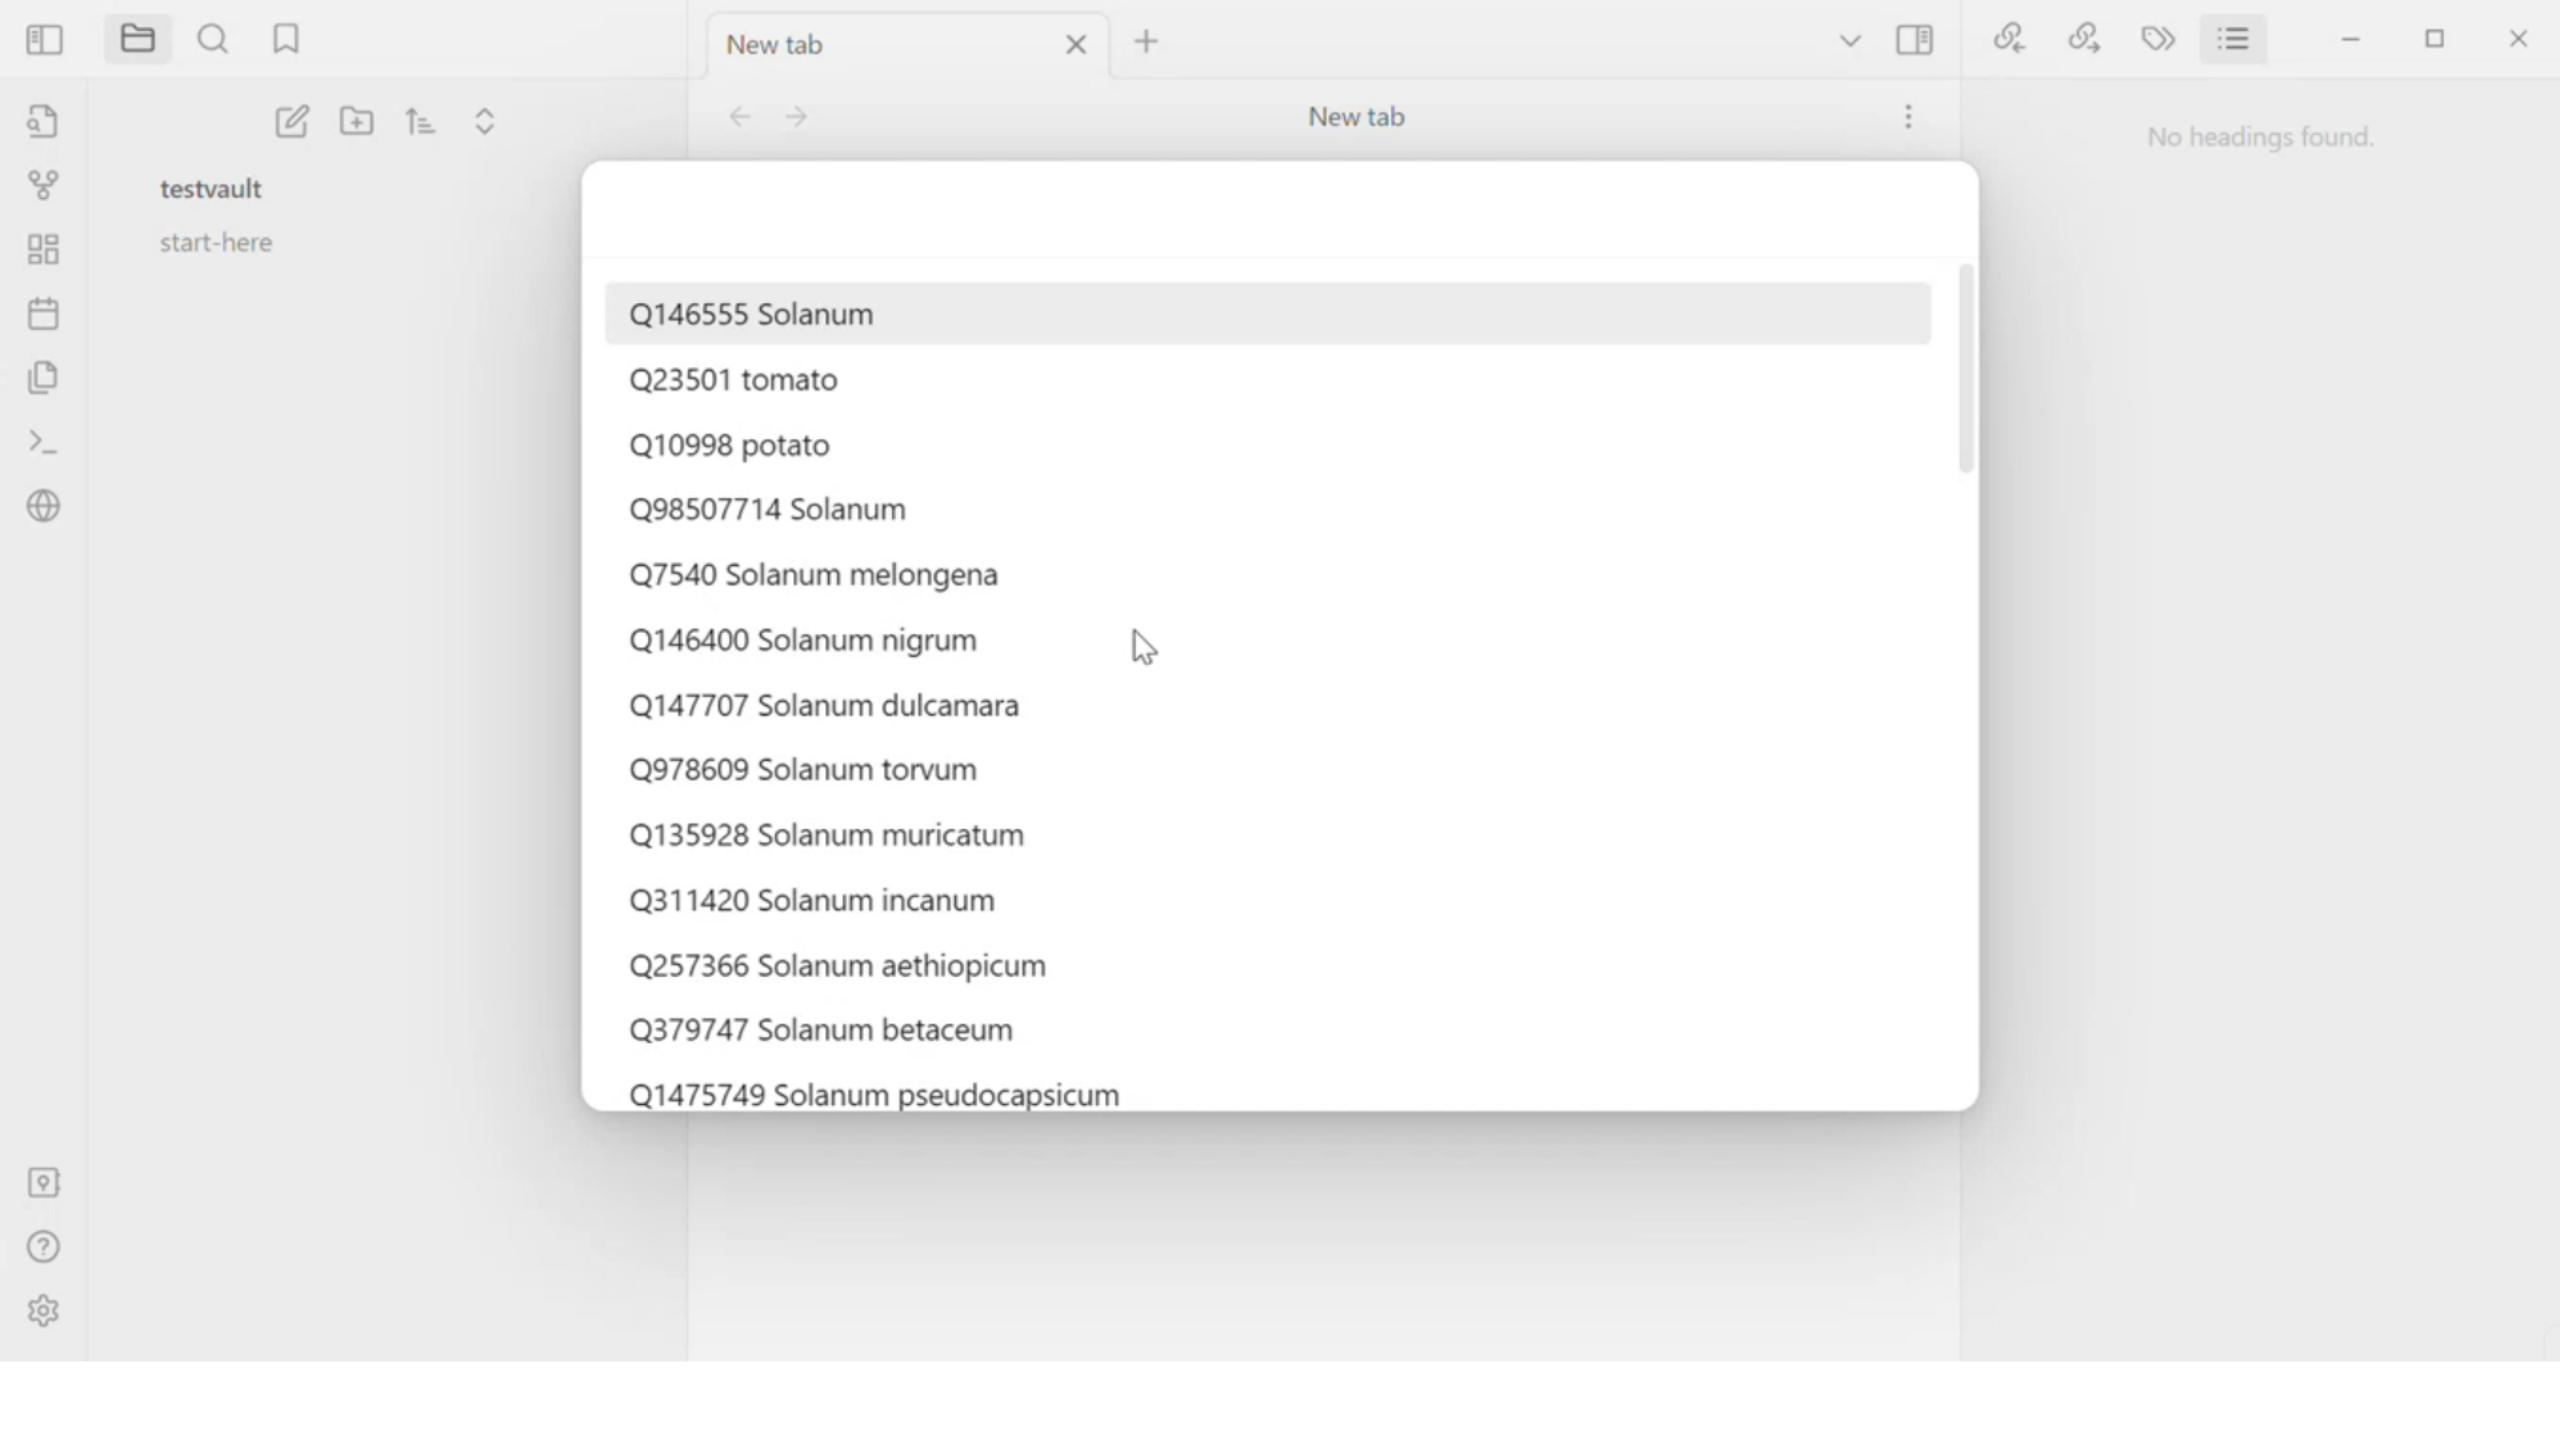 New tab
New tab
No headings found.
testvault
start-here
Q146555 Solanum
Q23501 tomato
Q10998 potato
Q98507714 Solanum
Q7540 Solanum melongena
Q146400 Solanum nigrum
Q147707 Solanum dulcamara
Q978609 Solanum torvum
Q135928 Solanum muricatum
Q311420 Solanum incanum
Q257366 Solanum aethiopicum
Q379747 Solanum betaceum
Q1475749 Solanum pseudocapsicum